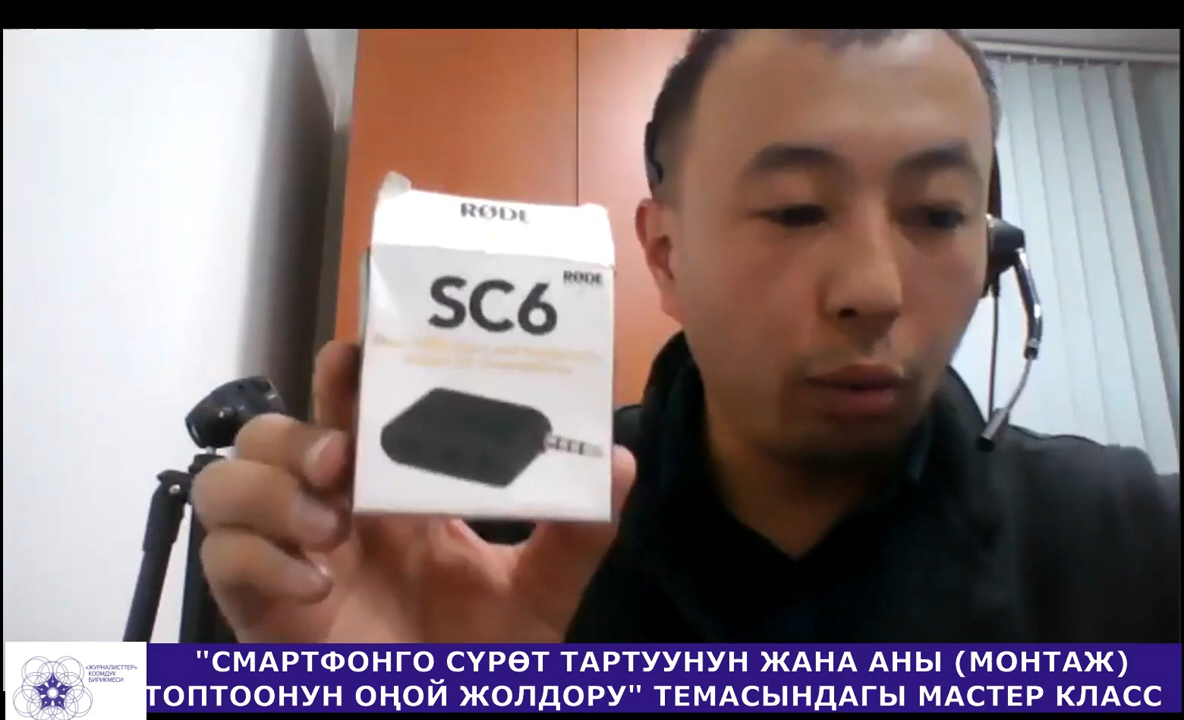 RØDE
RØDE
SC6
"СМАРТФОНГО СҮРӨТ ТАРТУУНУН ЖАНА АНЫ (МОНТАЖ)
ТОПТООНУН ОҢОЙ ЖОЛДОРУ" ТЕМАСЫНДАГЫ МАСТЕР КЛАСС
«ЖУРНАЛИСТТЕР»
КООМДУК
БИРИКМЕСИ